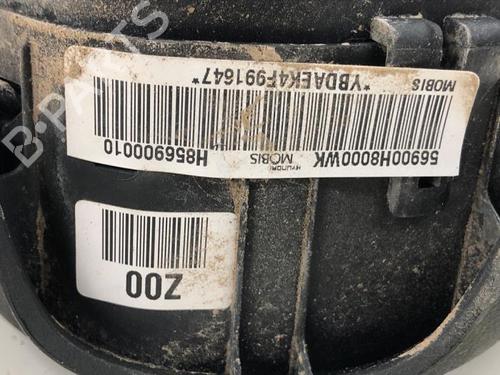 B-PARTS
*YBDAEK4F991647*
MOBIS
H856900010
HYUNDAI
MOBIS
56900H8000WK
Z00